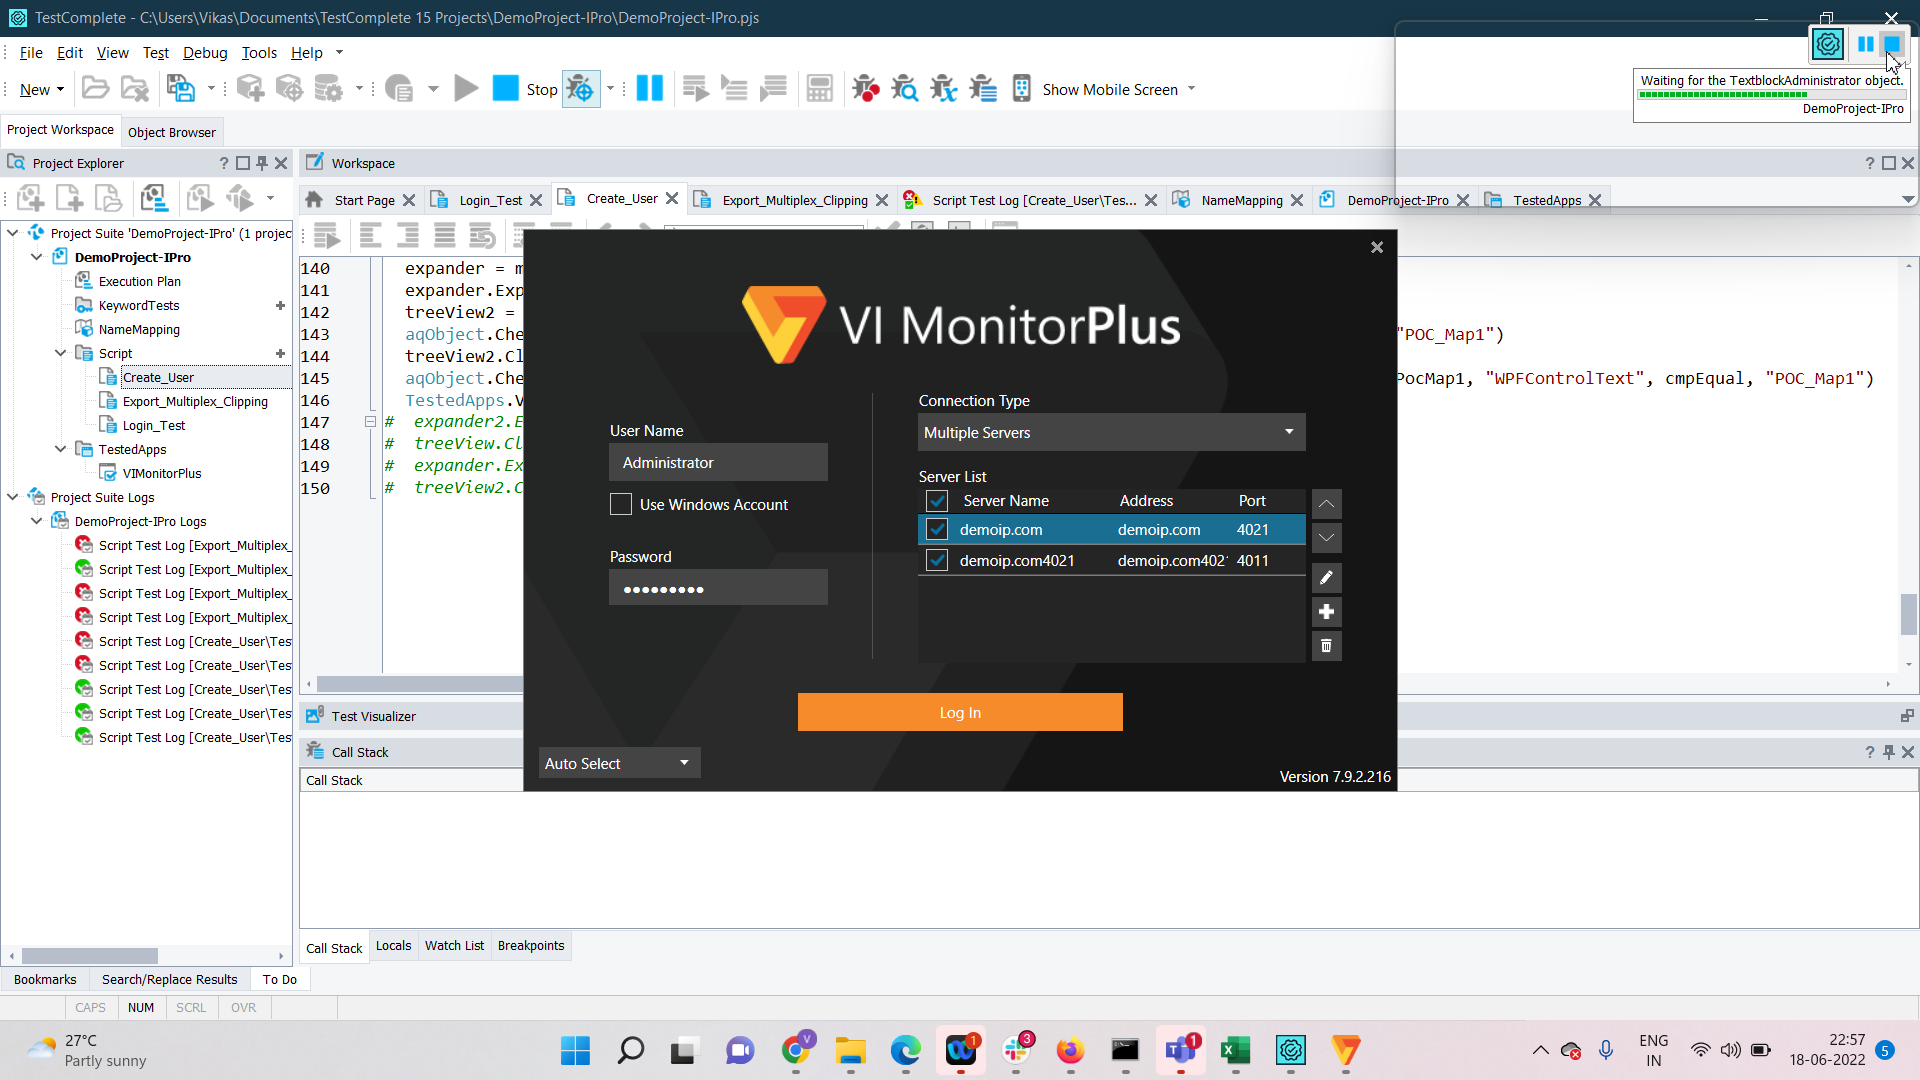 TestComplete - C:\Users\Vikas\Documents\TestComplete 15 Projects\DemoProject-IPro\DemoProject-IPro.pjs
File Edit View Test Debug Tools Help
New Stop Show Mobile Screen
Waiting for the TextblockAdministrator object.
DemoProject-IPro
Project Workspace Object Browser
Project Explorer ?
Workspace ?
Start Page Login_Test Create_User Export_Multiplex_Clipping Script Test Log [Create_User\Tes... NameMapping DemoProject-IPro TestedApps
Project Suite 'DemoProject-IPro' (1 projec
DemoProject-IPro
Execution Plan
KeywordTests
NameMapping
Script
Create_User
Export_Multiplex_Clipping
Login_Test
TestedApps
VIMonitorPlus
Project Suite Logs
DemoProject-IPro Logs
Script Test Log [Export_Multiplex_
Script Test Log [Export_Multiplex_
Script Test Log [Export_Multiplex_
Script Test Log [Export_Multiplex_
Script Test Log [Create_User\Tes
Script Test Log [Create_User\Tes
Script Test Log [Create_User\Tes
Script Test Log [Create_User\Tes
Script Test Log [Create_User\Tes
140 expander = m
141 expander.Exp
142 treeView2 =
143 aqObject.Che "POC_Map1")
144 treeView2.Cl
145 aqObject.Che PocMap1, "WPFControlText", cmpEqual, "POC_Map1")
146 TestedApps.V
147 # expander2.E
148 # treeView.Cl
149 # expander.Ex
150 # treeView2.C
VI MonitorPlus
User Name
Administrator
Use Windows Account
Password
Connection Type
Multiple Servers
Server List
Server Name Address Port
demoip.com demoip.com 4021
demoip.com4021 demoip.com402 4011
Log In
Auto Select
Version 7.9.2.216
Test Visualizer
Call Stack ?
Call Stack
Call Stack Locals Watch List Breakpoints
Bookmarks Search/Replace Results To Do
CAPS NUM SCRL OVR
27°C
Partly sunny
V
1
3
1
ENG
IN
22:57
18-06-2022
5